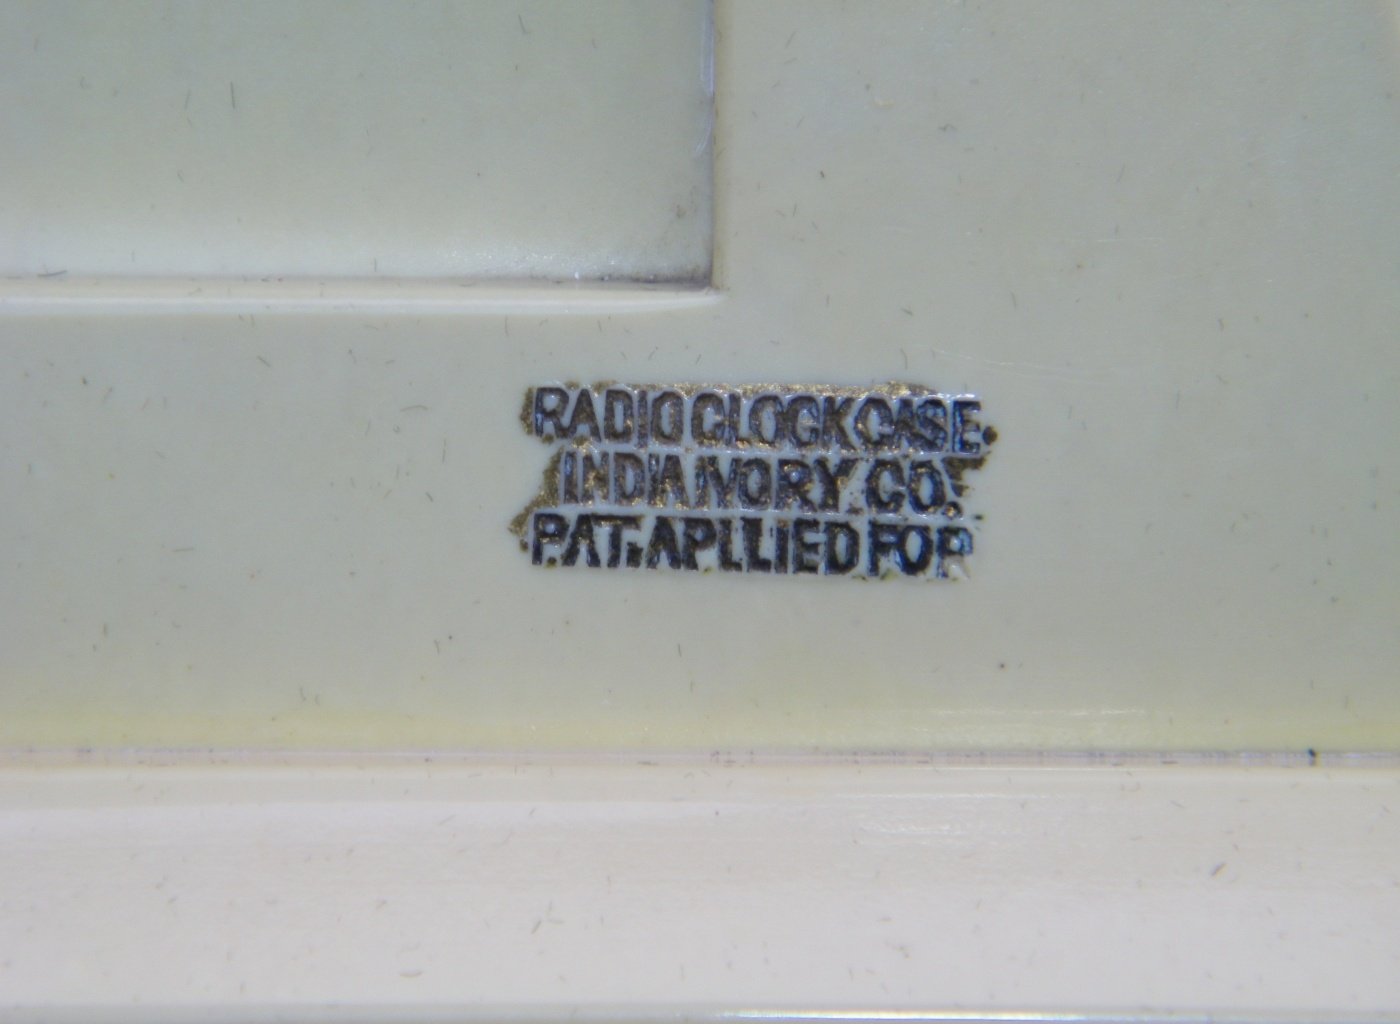 RADIO CLOCK CASE.
INDIA IVORY CO.
PAT. APLLIED FOR